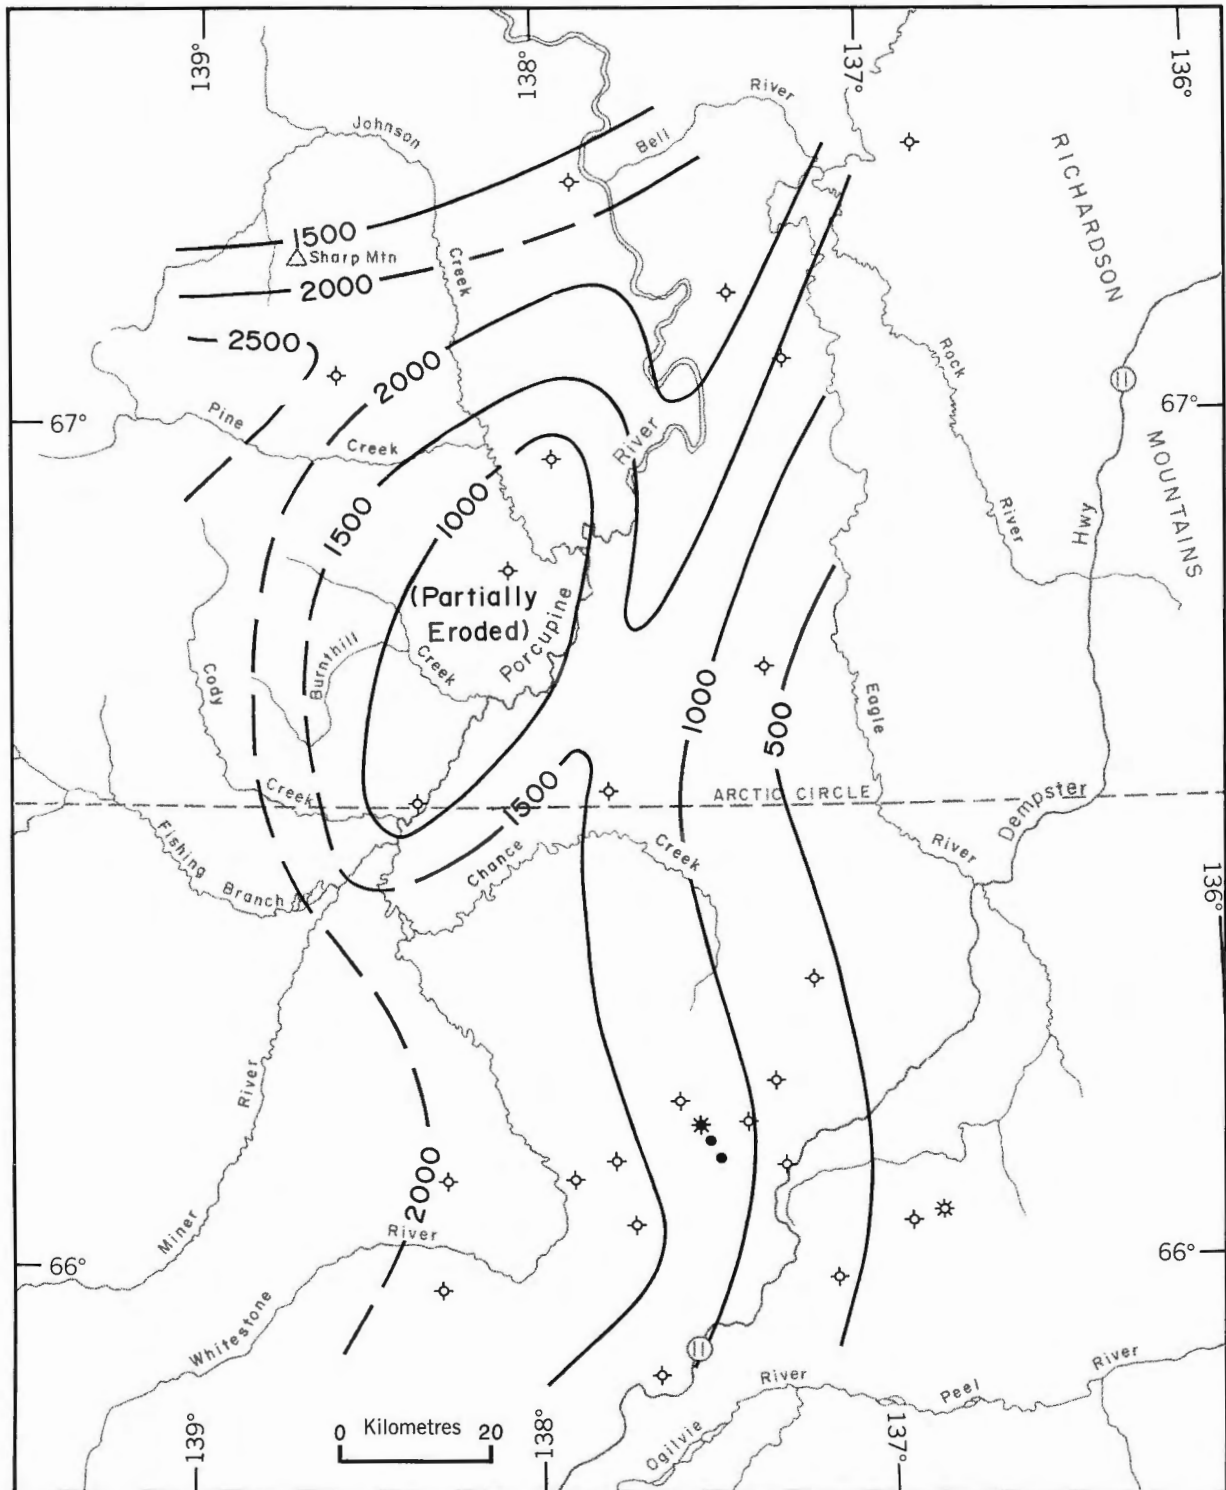 139°
138°
137°
136°
Johnson
Bell
River
RICHARDSON
1500
Sharp Mtn
Creek
2000
2500
2000
Rock
67°
Pine
Creek
River
67°
MOUNTAINS
1000
1500
Hwy
River
(Partially
Eroded)
Porcupine
Burnthill
Creek
Cody
1000
500
Eagle
Creek
1500
ARCTIC CIRCLE
Dempster
Fishing
Branch
Chance
Creek
River
136°
River
2000
Miner
River
66°
66°
Whitestone
11
River
River
Peel
0 Kilometres 20
Ogilvie
139°
138°
137°